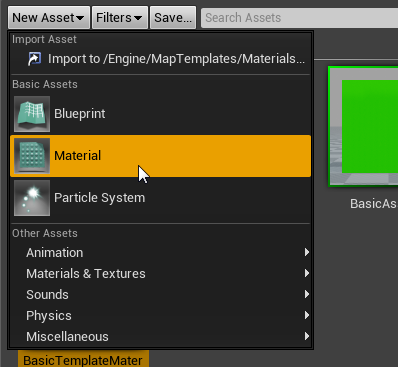 New Asset Filters Save... Search Assets
Import Asset
Import to /Engine/MapTemplates/Materials...
Basic Assets
Blueprint
Material
Particle System
BasicAs
Other Assets
Animation
Materials & Textures
Sounds
Physics
Miscellaneous
BasicTemplateMater